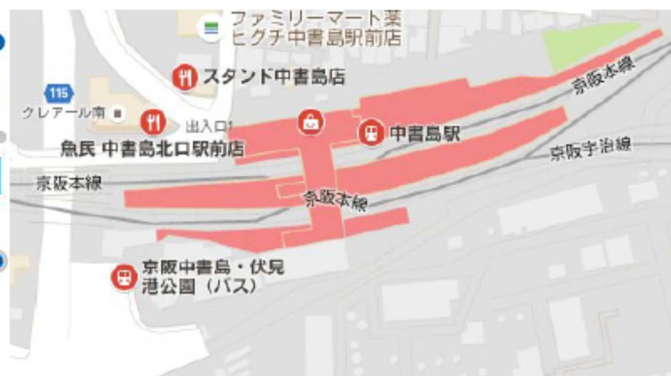 ファミリーマート薬
ヒグチ中書島駅前店
スタンド中書島店
115
クレアール南
出入口1
魚民 中書島北口駅前店
中書島駅
京阪本線
京阪宇治線
京阪本線
京阪本線
京阪中書島・伏見
港公園（バス）